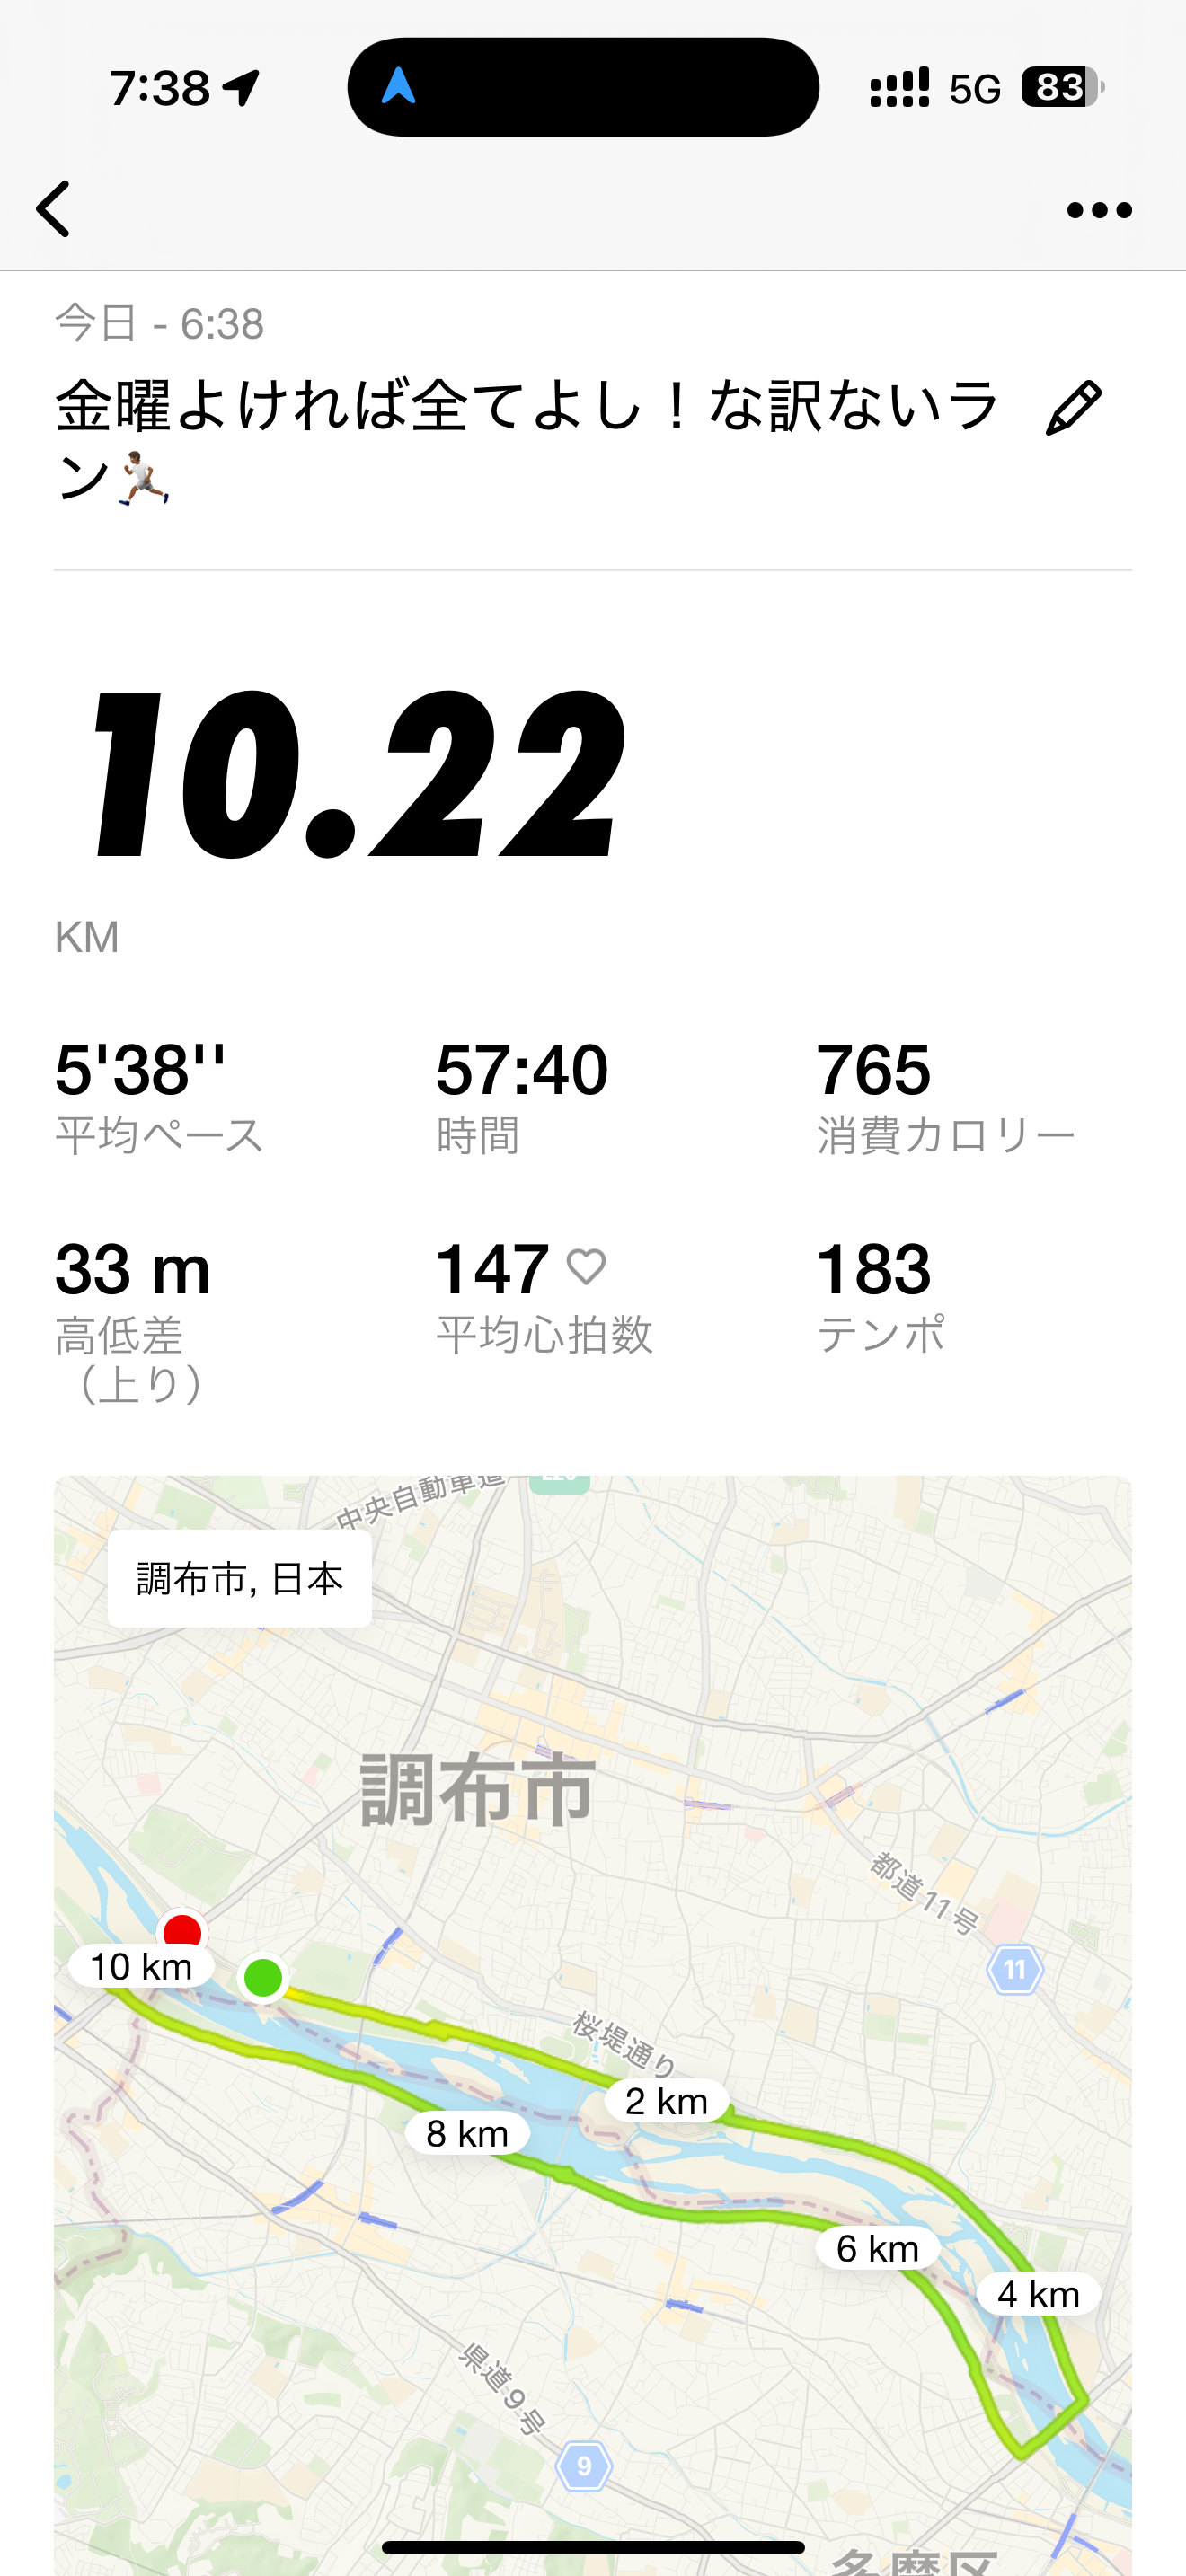 7:38
5G 83
今日 - 6:38
金曜よければ全てよし！な訳ないラ
ン🏃🏾
10.22
KM
5'38''
57:40
765
平均ペース
時間
消費カロリー
33 m
147
183
高低差
（上り）
平均心拍数
テンポ
中央自動車道
調布市, 日本
調布市
都道11号
11
10 km
桜堤通り
2 km
8 km
6 km
4 km
県道9号
9
多摩区